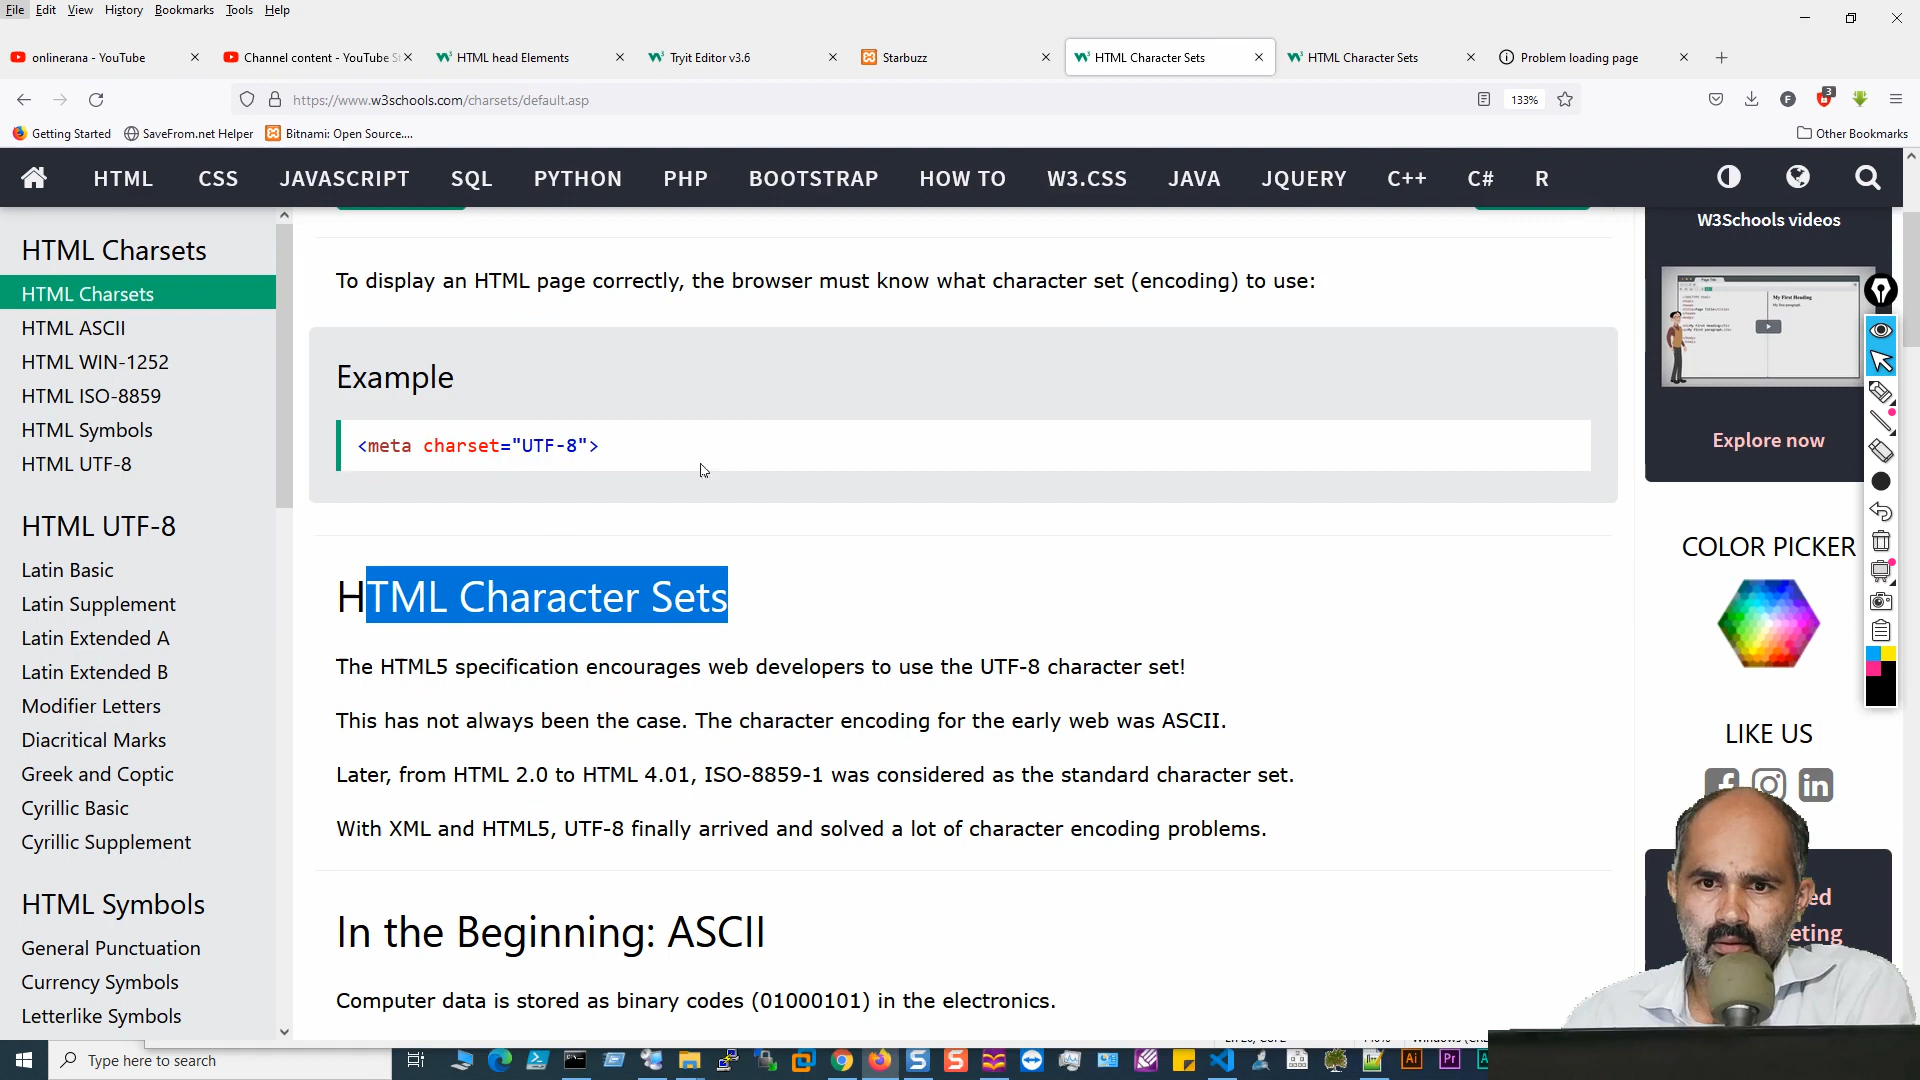 File Edit View History Bookmarks Tools Help
onlinerana - YouTube
Channel content - YouTube St
HTML head Elements
Tryit Editor v3.6
Starbuzz
HTML Character Sets
HTML Character Sets
Problem loading page
https://www.w3schools.com/charsets/default.asp
133%
3
Getting Started
SaveFrom.net Helper
Bitnami: Open Source....
Other Bookmarks
HTML CSS JAVASCRIPT SQL PYTHON PHP BOOTSTRAP HOW TO W3.CSS JAVA JQUERY C++ C# R
HTML Charsets
HTML Charsets
HTML ASCII
HTML WIN-1252
HTML ISO-8859
HTML Symbols
HTML UTF-8
HTML UTF-8
Latin Basic
Latin Supplement
Latin Extended A
Latin Extended B
Modifier Letters
Diacritical Marks
Greek and Coptic
Cyrillic Basic
Cyrillic Supplement
HTML Symbols
General Punctuation
Currency Symbols
Letterlike Symbols
To display an HTML page correctly, the browser must know what character set (encoding) to use:
Example
<meta charset="UTF-8">
HTML Character Sets
The HTML5 specification encourages web developers to use the UTF-8 character set!
This has not always been the case. The character encoding for the early web was ASCII.
Later, from HTML 2.0 to HTML 4.01, ISO-8859-1 was considered as the standard character set.
With XML and HTML5, UTF-8 finally arrived and solved a lot of character encoding problems.
In the Beginning: ASCII
Computer data is stored as binary codes (01000101) in the electronics.
W3Schools videos
My First Heading
Explore now
COLOR PICKER
LIKE US
Type here to search
Ai
Pr